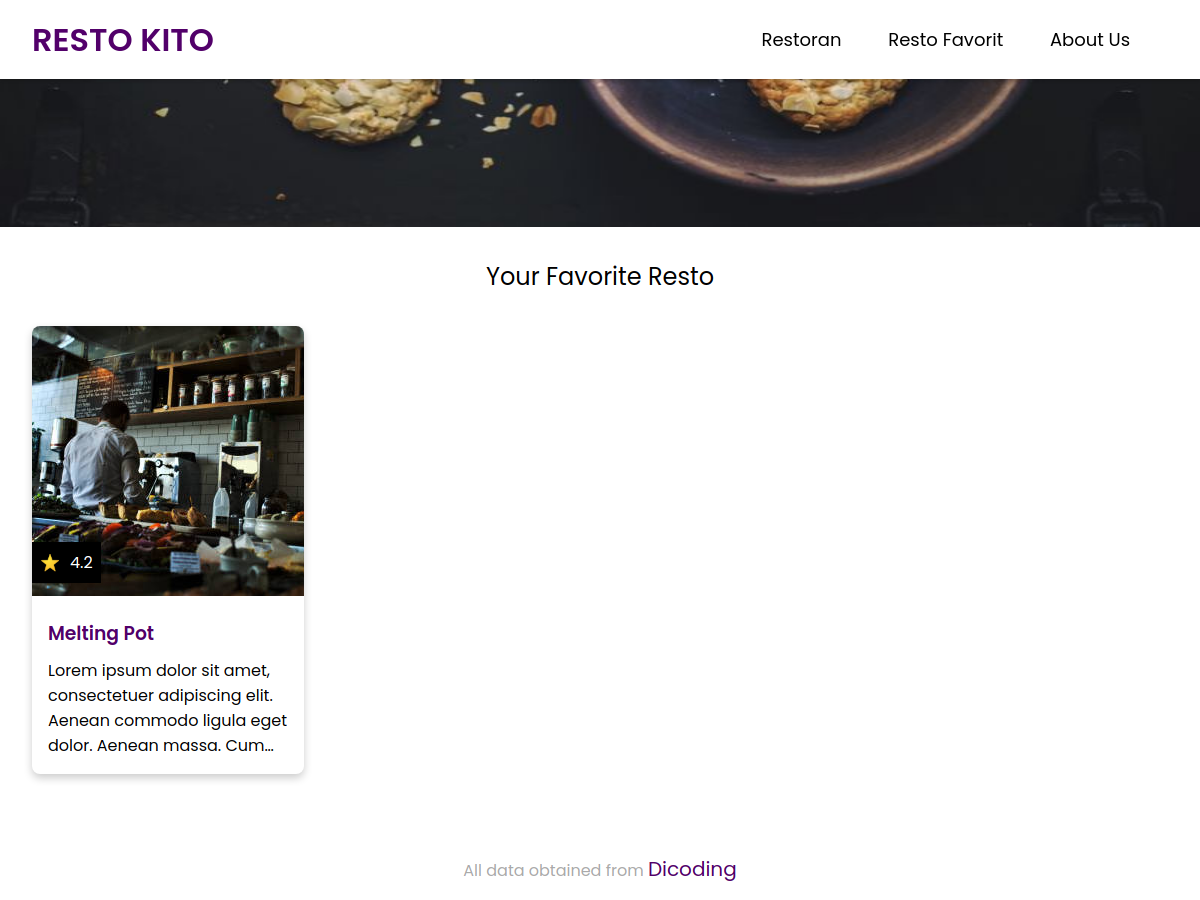 RESTO KITO
Restoran Resto Favorit About Us
Your Favorite Resto
4.2
Melting Pot
Lorem ipsum dolor sit amet,
consectetuer adipiscing elit.
Aenean commodo ligula eget
dolor. Aenean massa. Cum...
All data obtained from Dicoding